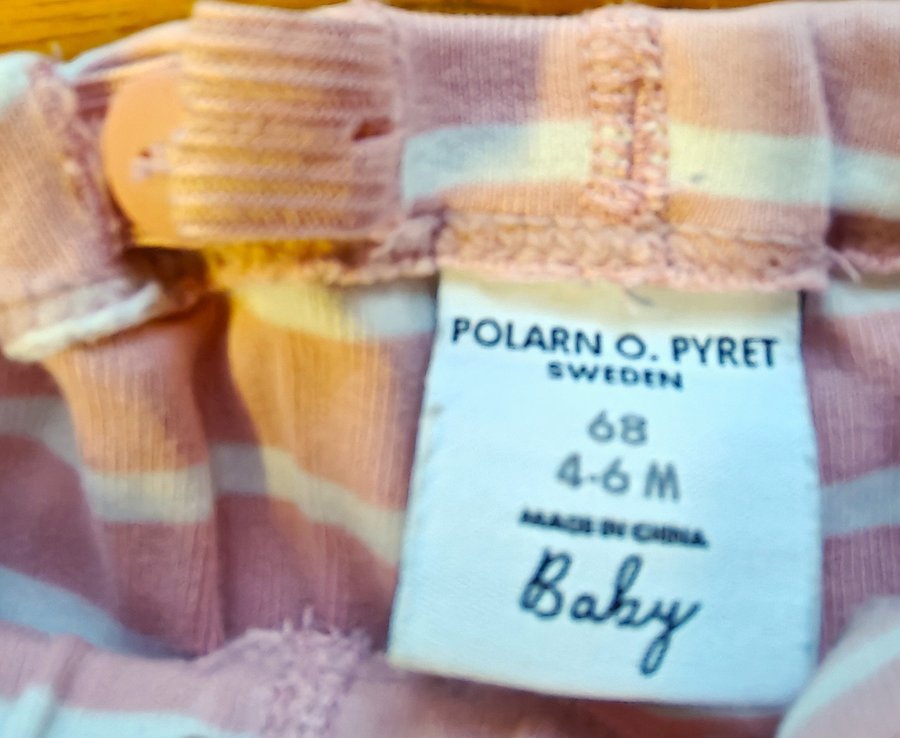 POLARN O. PYRET
SWEDEN
68
4-6 M
MADE IN CHINA
Baby